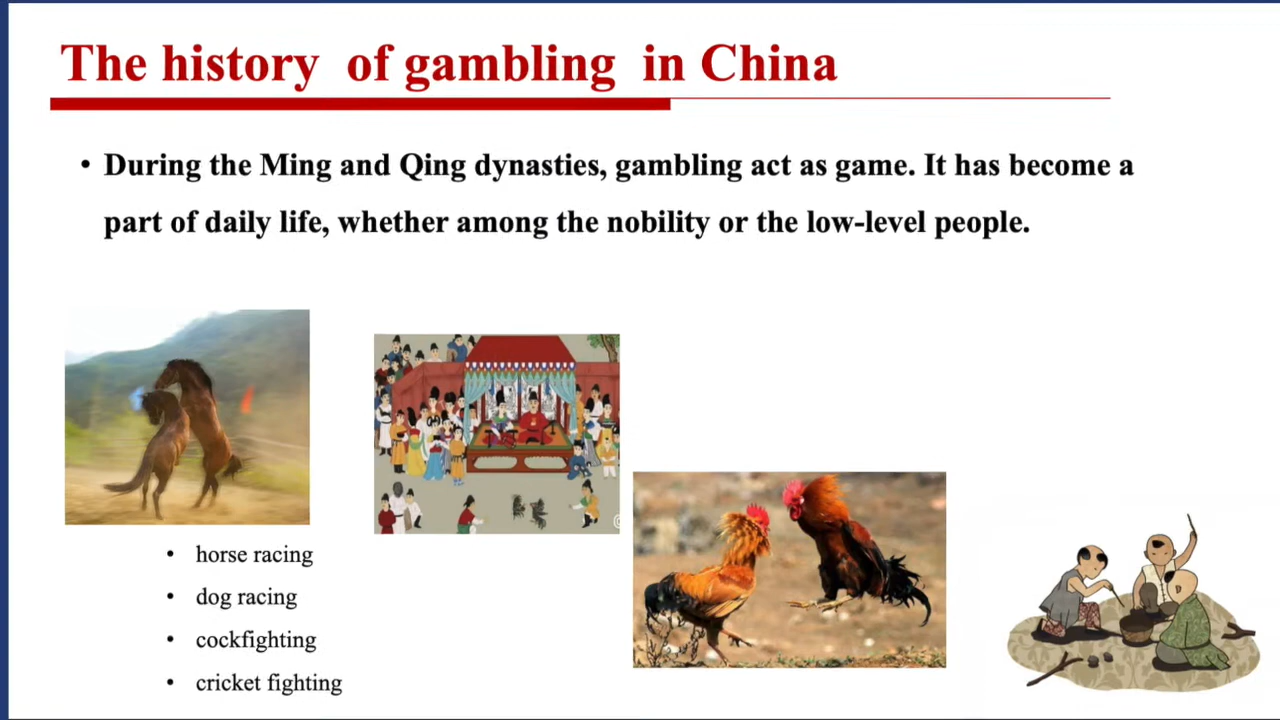 The history of gambling in China
• During the Ming and Qing dynasties, gambling act as game. It has become a
part of daily life, whether among the nobility or the low-level people.
• horse racing
• dog racing
• cockfighting
• cricket fighting